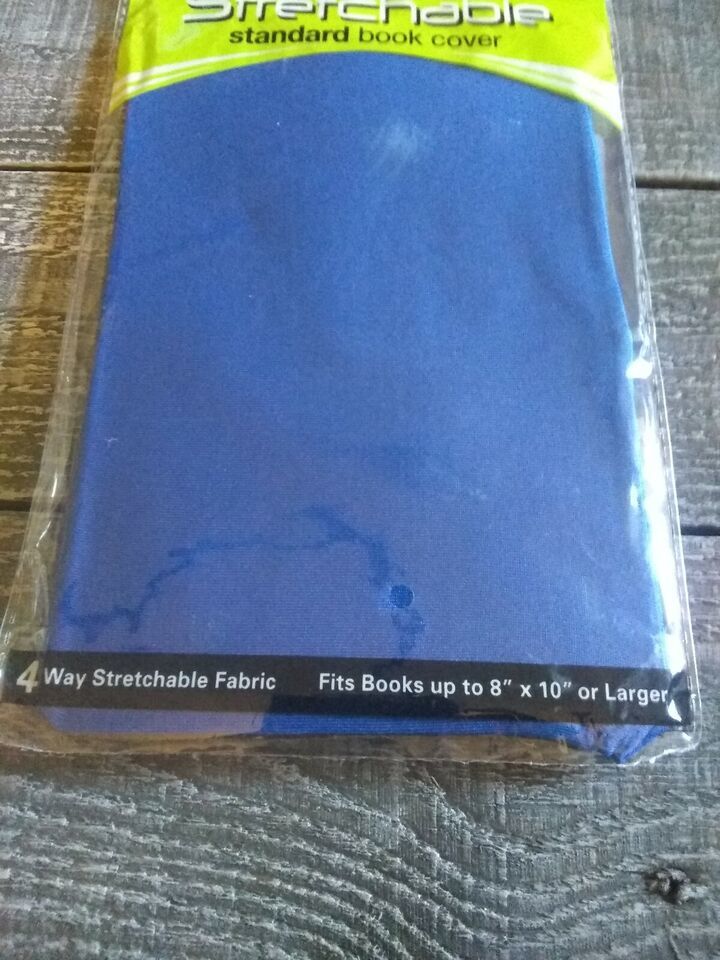 Stretchable
standard book cover
4 Way Stretchable Fabric Fits Books up to 8" x 10" or Larger